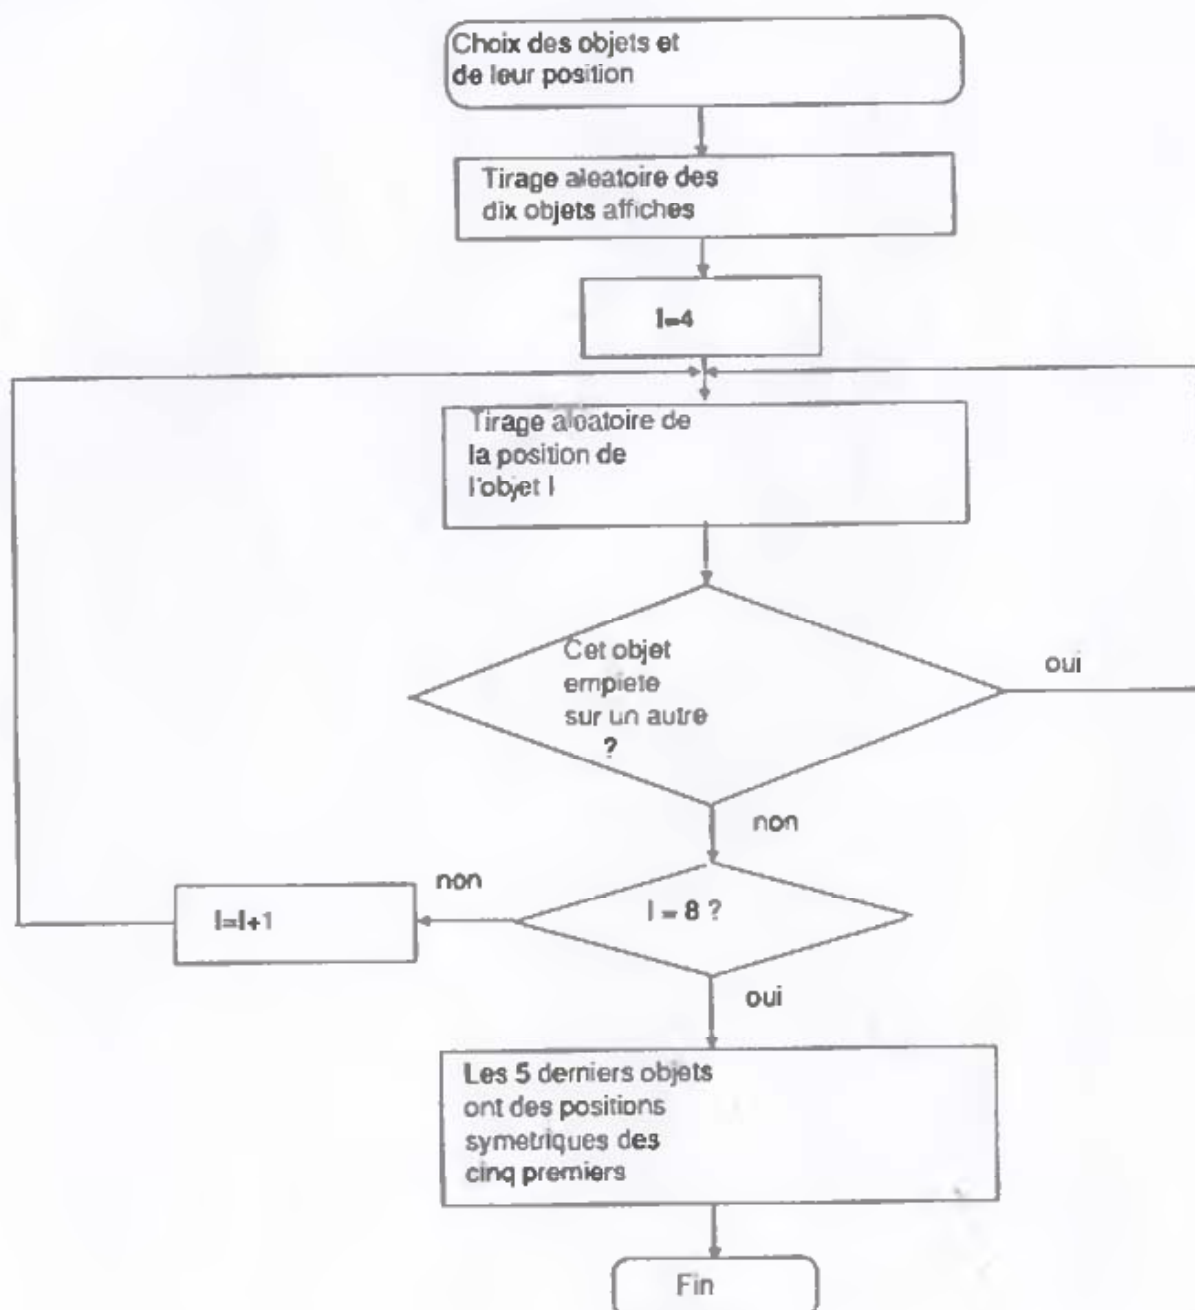 Choix des objets et
de leur position
Tirage aleatoire des
dix objets affiches
I=4
Tirage aleatoire de
la position de
l'objet I
Cet objet
empiete
sur un autre
?
oui
non
I = 8 ?
non
I=I+1
oui
Les 5 derniers objets
ont des positions
symetriques des
cinq premiers
Fin